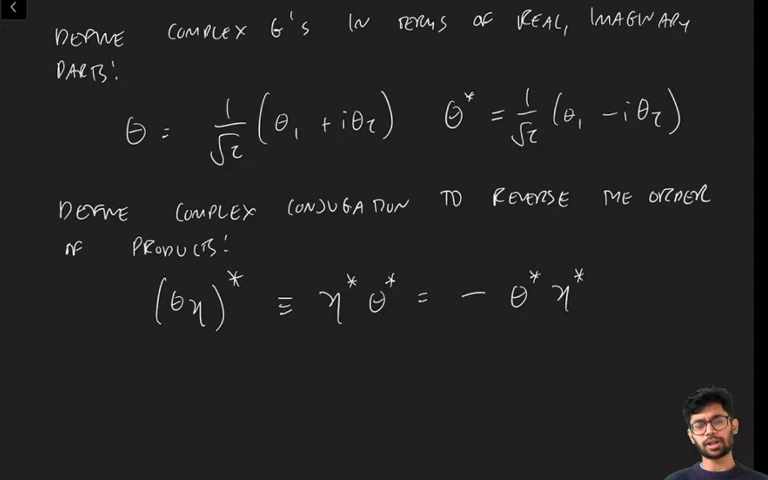 DEFINE COMPLEX G'S IN TERMS OF REAL, IMAGINARY
PARTS:
θ = 1/√2 (θ₁ + iθ₂)    θ* = 1/√2 (θ₁ - iθ₂)
DEFINE COMPLEX CONJUGATION TO REVERSE THE ORDER
OF PRODUCTS:
(θη)* ≡ η* θ* = - θ* η*